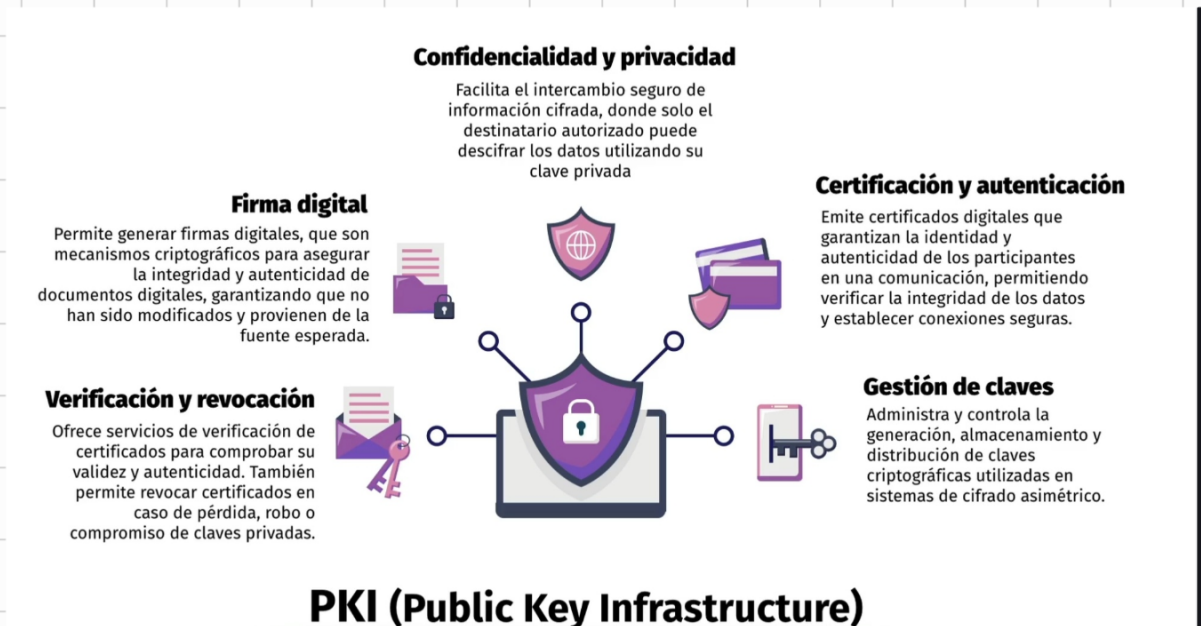 Confidencialidad y privacidad
Facilita el intercambio seguro de
información cifrada, donde solo el
destinatario autorizado puede
descifrar los datos utilizando su
clave privada
Firma digital
Permite generar firmas digitales, que son
mecanismos criptográficos para asegurar
la integridad y autenticidad de
documentos digitales, garantizando que no
han sido modificados y provienen de la
fuente esperada.
Certificación y autenticación
Emite certificados digitales que
garantizan la identidad y
autenticidad de los participantes
en una comunicación, permitiendo
verificar la integridad de los datos
y establecer conexiones seguras.
Verificación y revocación
Ofrece servicios de verificación de
certificados para comprobar su
validez y autenticidad. También
permite revocar certificados en
caso de pérdida, robo o
compromiso de claves privadas.
Gestión de claves
Administra y controla la
generación, almacenamiento y
distribución de claves
criptográficas utilizadas en
sistemas de cifrado asimétrico.
PKI (Public Key Infrastructure)